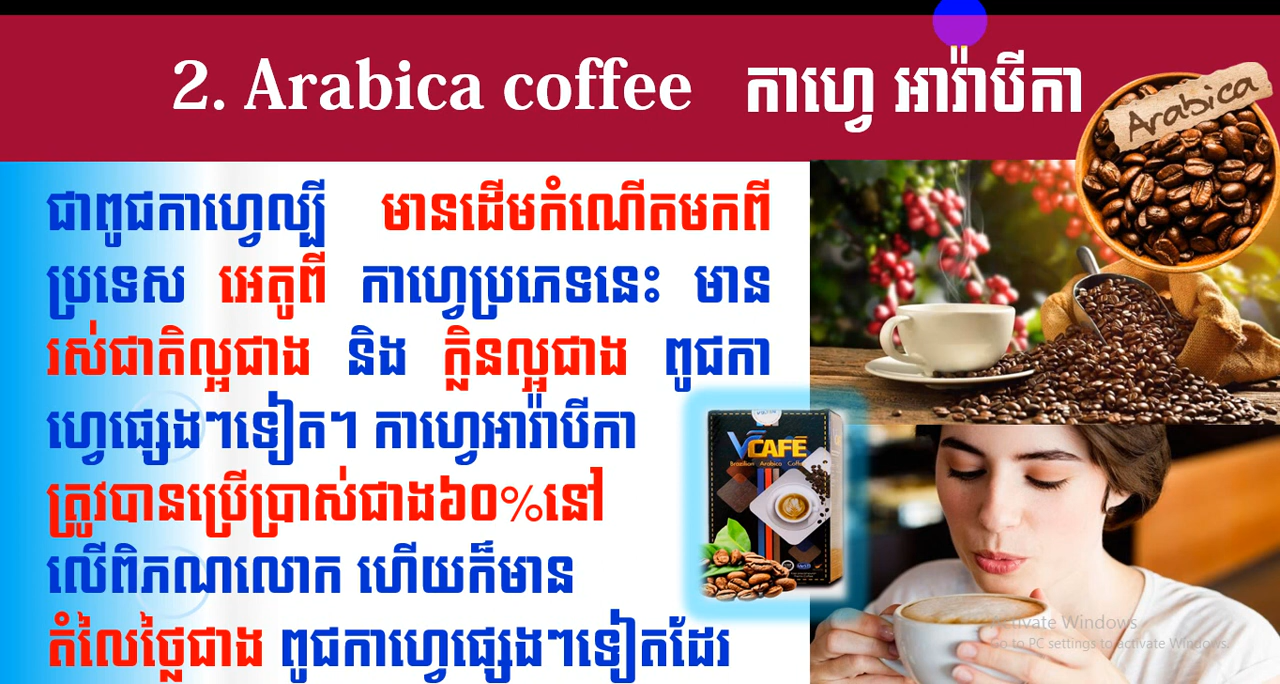 2. Arabica coffee កាហ្វេ អារ៉ាប៊ីកា
Arabica
ជាពូជកាហ្វេល្បី មានដើមកំណើតមកពី
ប្រទេស អេតូពី កាហ្វេប្រភេទនេះ មាន
រស់ជាតិល្អជាង និង ក្លិនល្អជាង ពូជកា
ហ្វេផ្សេងៗទៀត។ កាហ្វេអារ៉ាប៊ីកា
ត្រូវបានប្រើប្រាស់ជាង៦០%នៅ
លើពិភណលោក ហើយក៏មាន
តំលៃថ្លៃជាង ពូជកាហ្វេផ្សេងៗទៀតដែរ
VCAFÉ
Brazilian Arabica Coffee
Activate Windows
Go to PC settings to activate Windows.